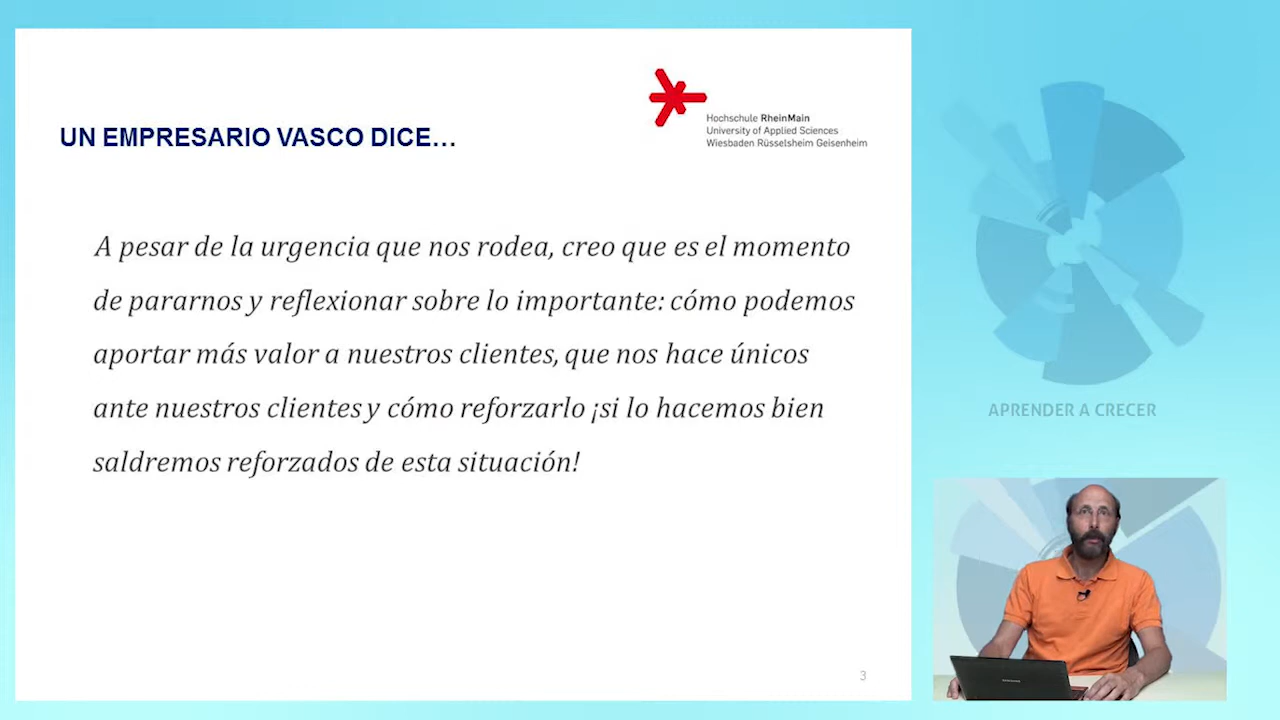 UN EMPRESARIO VASCO DICE…
Hochschule RheinMain
University of Applied Sciences
Wiesbaden Rüsselsheim Geisenheim
A pesar de la urgencia que nos rodea, creo que es el momento
de pararnos y reflexionar sobre lo importante: cómo podemos
aportar más valor a nuestros clientes, que nos hace únicos
ante nuestros clientes y cómo reforzarlo ¡si lo hacemos bien
saldremos reforzados de esta situación!
3
APRENDER A CRECER